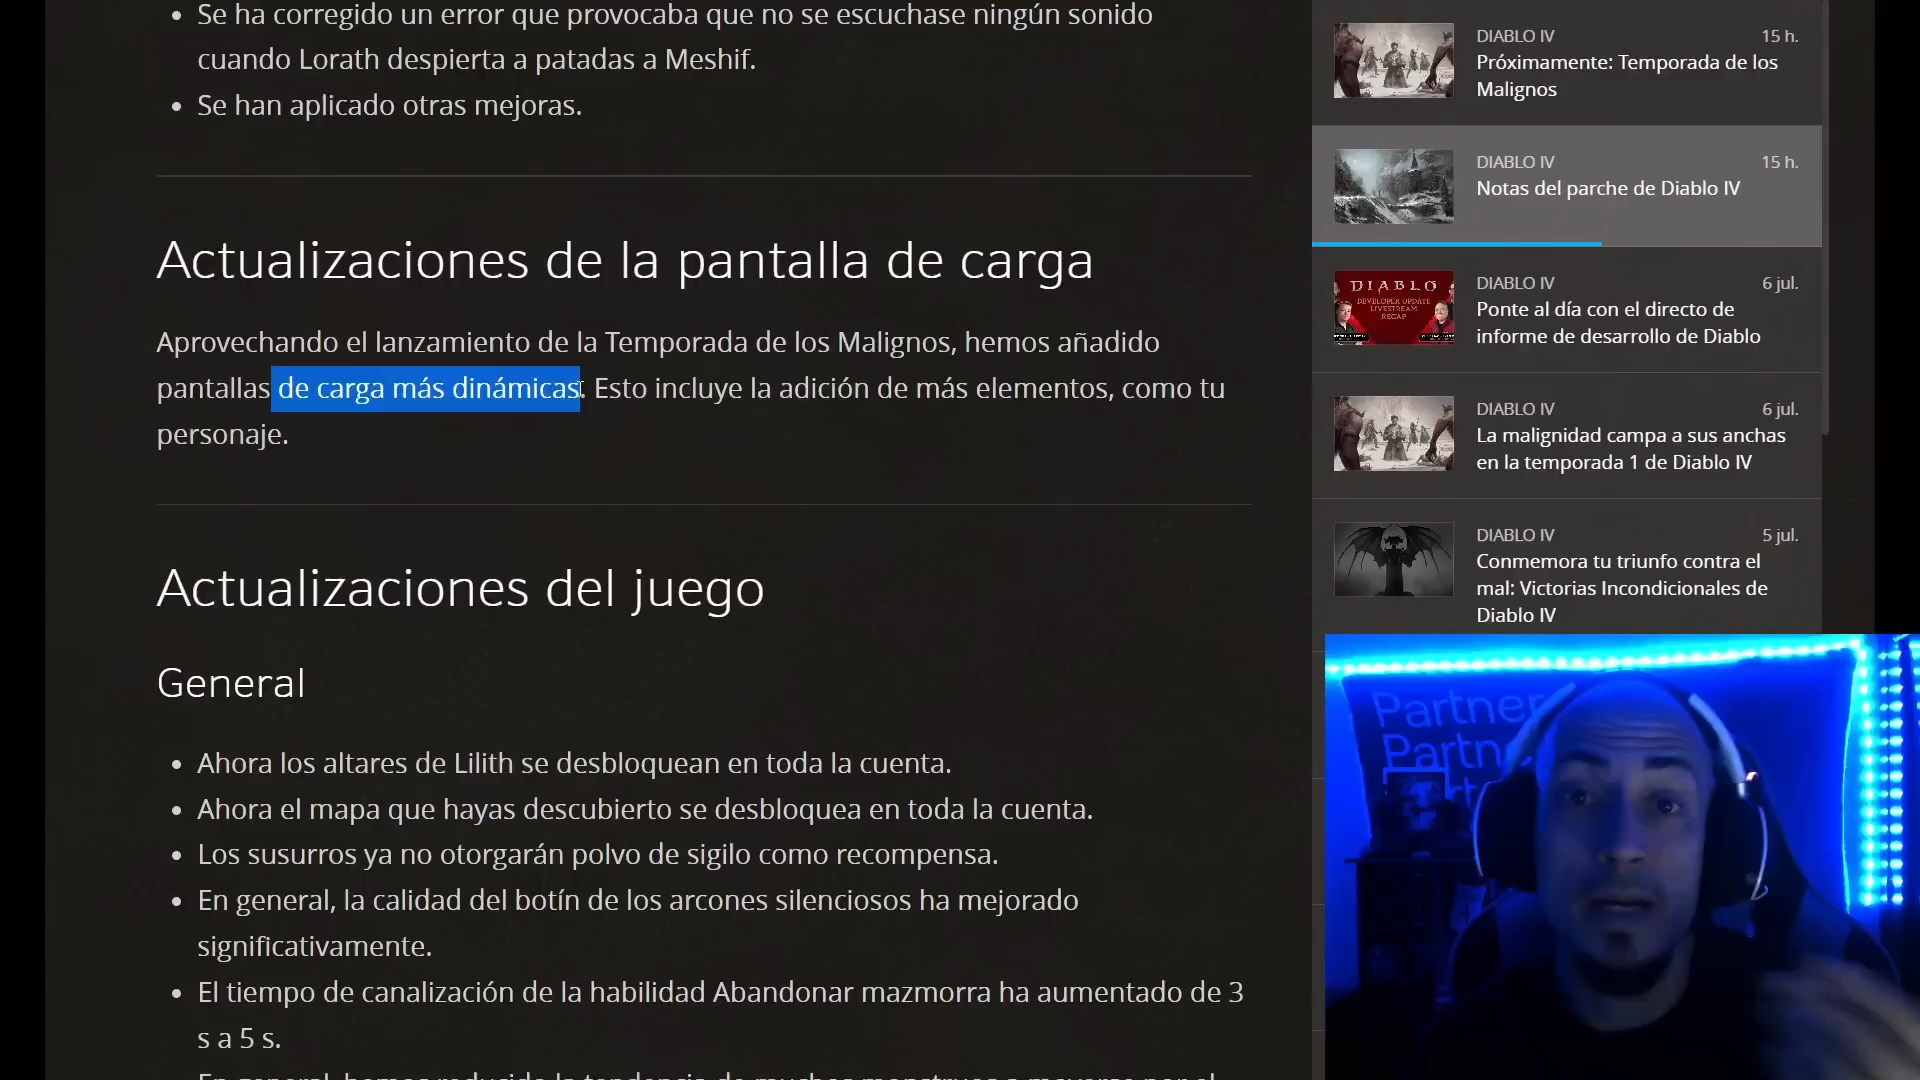 Se ha corregido un error que provocaba que no se escuchase ningún sonido
cuando Lorath despierta a patadas a Meshif.
Se han aplicado otras mejoras.
Actualizaciones de la pantalla de carga
Aprovechando el lanzamiento de la Temporada de los Malignos, hemos añadido
pantallas de carga más dinámicas. Esto incluye la adición de más elementos, como tu
personaje.
Actualizaciones del juego
General
Ahora los altares de Lilith se desbloquean en toda la cuenta.
Ahora el mapa que hayas descubierto se desbloquea en toda la cuenta.
Los susurros ya no otorgarán polvo de sigilo como recompensa.
En general, la calidad del botín de los arcones silenciosos ha mejorado
significativamente.
El tiempo de canalización de la habilidad Abandonar mazmorra ha aumentado de 3
s a 5 s.
DIABLO IV 15 h.
Próximamente: Temporada de los
Malignos
DIABLO IV 15 h.
Notas del parche de Diablo IV
DIABLO
DEVELOPER UPDATE
LIVESTREAM
RECAP
DIABLO IV 6 jul.
Ponte al día con el directo de
informe de desarrollo de Diablo
DIABLO IV 6 jul.
La malignidad campa a sus anchas
en la temporada 1 de Diablo IV
DIABLO IV 5 jul.
Conmemora tu triunfo contra el
mal: Victorias Incondicionales de
Diablo IV
Partner